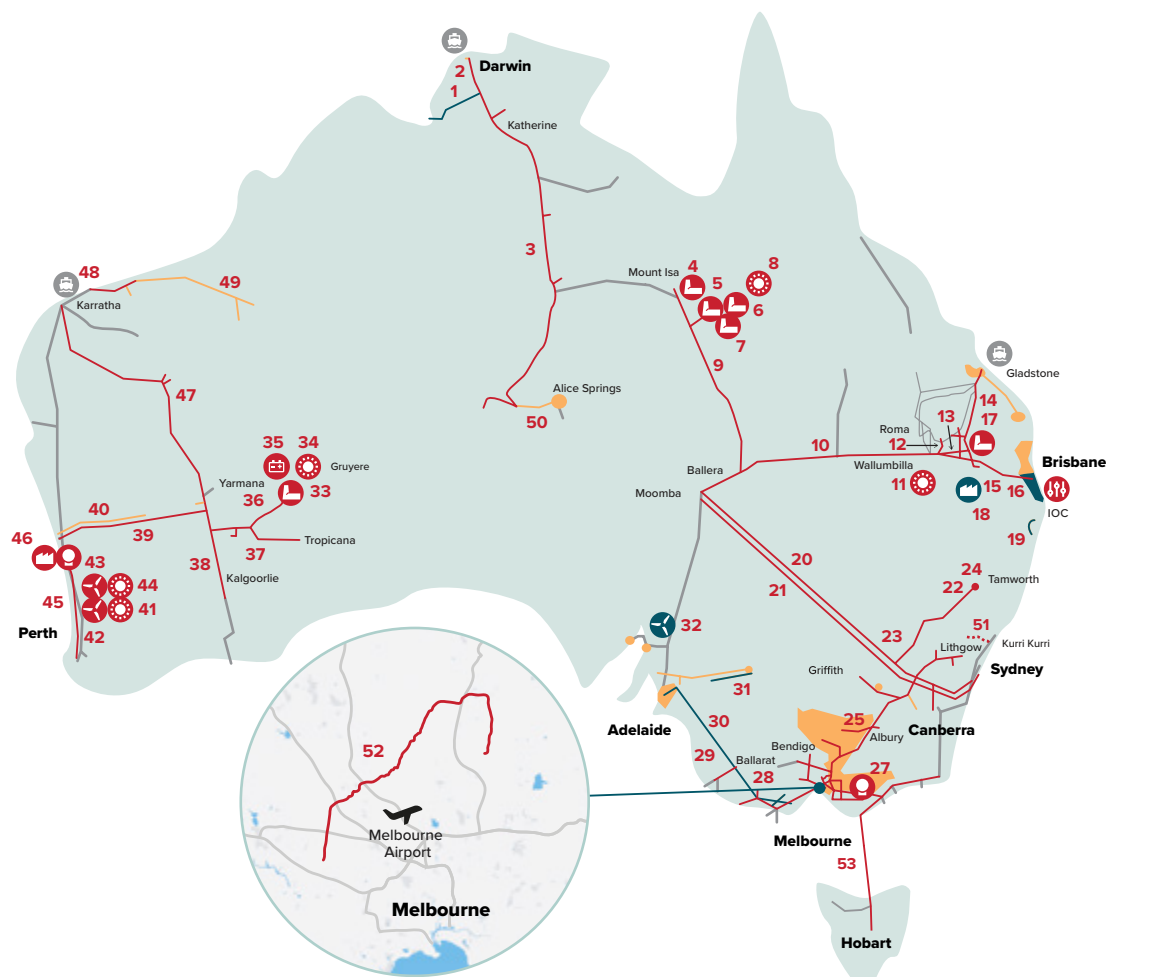 Darwin
2
1
Katherine
3
Mount Isa
4
5
8
6
7
9
48
49
Karratha
47
Gladstone
Alice Springs
50
14
13
17
Roma
12
10
Ballera
Wallumbilla
Brisbane
11
15
16
18
IOC
19
Moomba
35
34
Gruyere
Yarmana
36
33
40
39
37
Tropicana
46
43
38
Kalgoorlie
44
45
41
Perth
42
20
21
24
22
Tamworth
32
23
51
Kurri Kurri
Lithgow
Sydney
Griffith
31
Adelaide
30
25
Canberra
Albury
Bendigo
29
Ballarat
28
27
52
Melbourne
Airport
Melbourne
Melbourne
53
Hobart